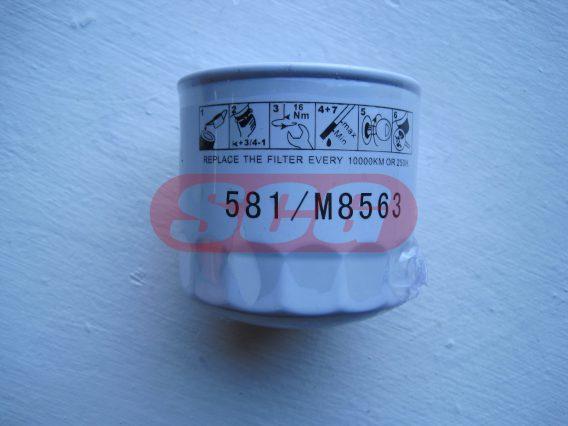 1 2 3 16 Nm 4+7 5 6
∢+3/4-1 max Min
REPLACE THE FILTER EVERY 10000KM OR 250H.
581/M8563
SCG